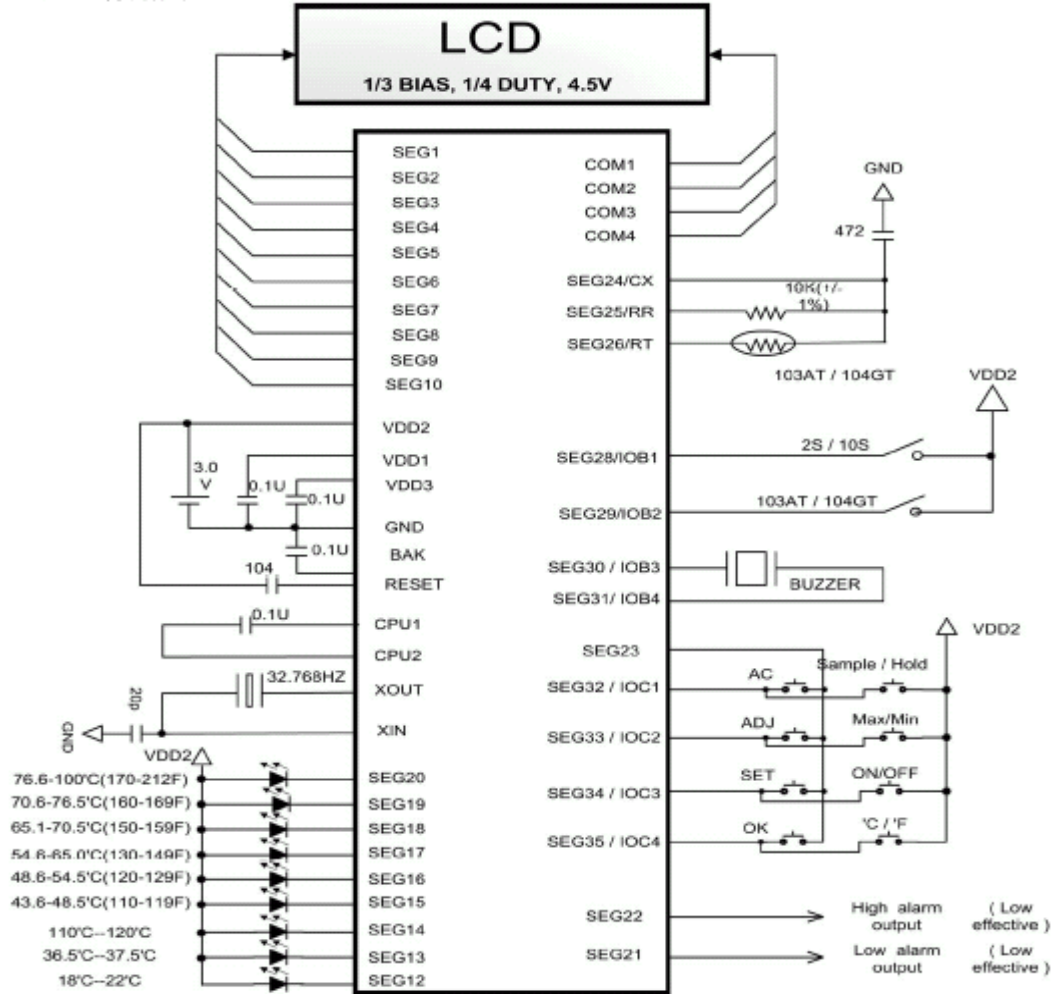 LCD
1/3 BIAS, 1/4 DUTY, 4.5V
SEG1
SEG2
SEG3
SEG4
SEG5
SEG6
SEG7
SEG8
SEG9
SEG10
COM1
COM2
COM3
COM4
GND
472
SEG24/CX
10K(+/-
1%)
SEG25/RR
SEG26/RT
103AT / 104GT
VDD2
VDD2
VDD1
VDD3
GND
BAK
RESET
3.0
V
0.1U
0.1U
0.1U
104
SEG28/IOB1
2S / 10S
SEG29/IOB2
103AT / 104GT
SEG30 / IOB3
SEG31/ IOB4
BUZZER
0.1U
CPU1
CPU2
32.768HZ
XOUT
XIN
20p
GND
VDD2
SEG23
VDD2
SEG32 / IOC1
AC
Sample / Hold
SEG33 / IOC2
ADJ
Max/Min
SEG34 / IOC3
SET
ON/OFF
SEG35 / IOC4
OK
'C / 'F
76.6-100'C(170-212F)
SEG20
70.6-76.5'C(160-169F)
SEG19
65.1-70.5'C(150-159F)
SEG18
54.6-65.0'C(130-149F)
SEG17
48.6-54.5'C(120-129F)
SEG16
43.6-48.5'C(110-119F)
SEG15
110'C--120'C
SEG14
36.5'C--37.5'C
SEG13
18'C--22'C
SEG12
SEG22
High alarm
output
( Low
effective )
SEG21
Low alarm
output
( Low
effective )